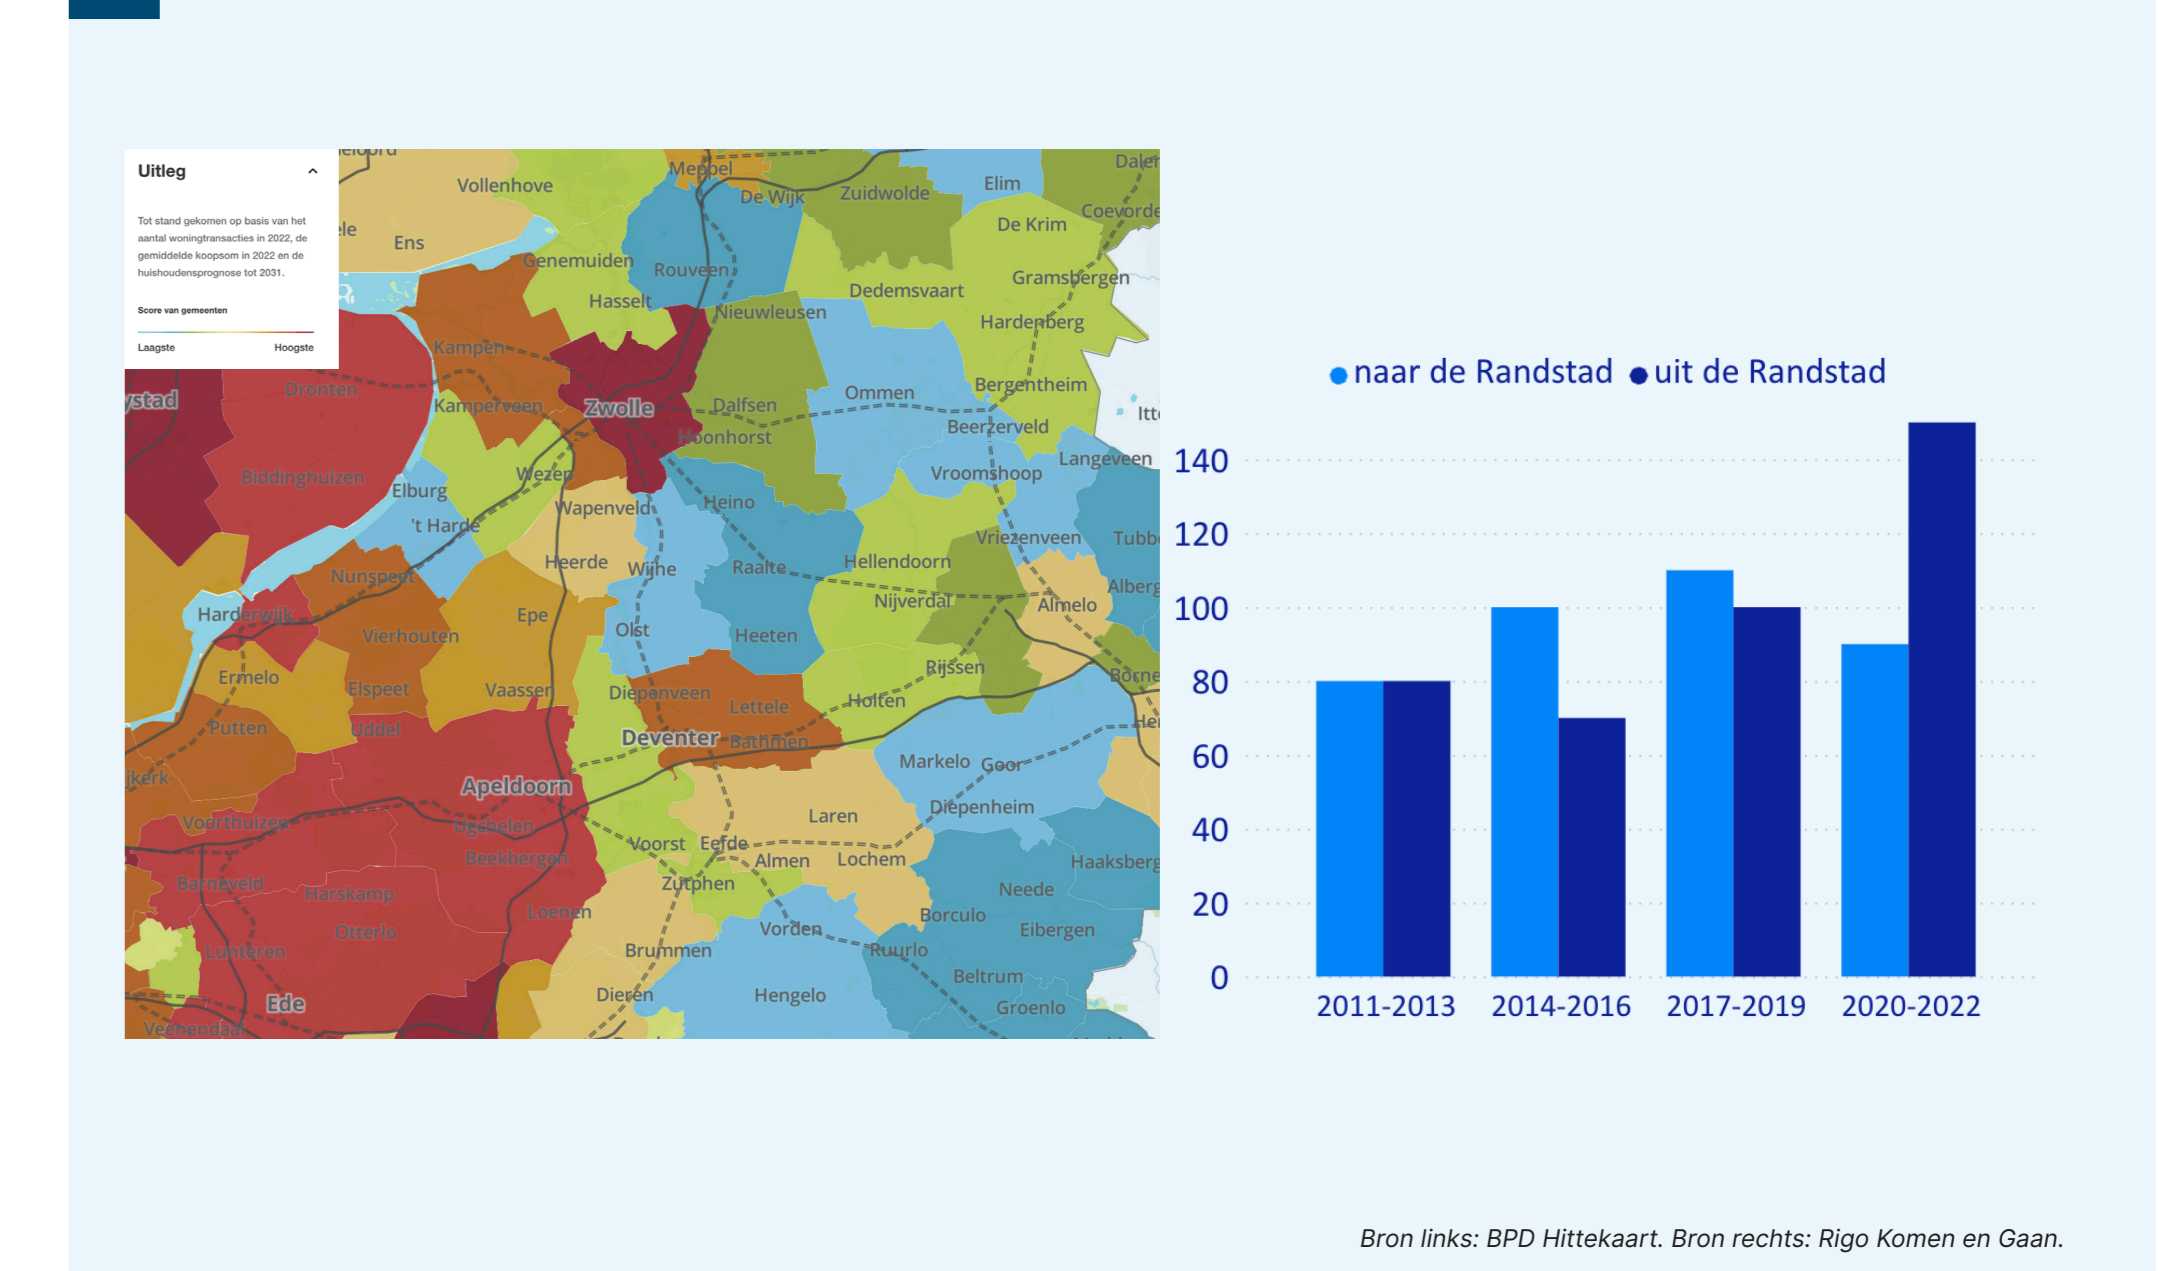 Uitleg
Tot stand gekomen op basis van het
aantal woningtransacties in 2022, de
gemiddelde koopsom in 2022 en de
huishoudensprognose tot 2031.
Score van gemeenten
Laagste Hoogste
Meppel
Vollenhove
De Wijk
Zuidwolde
Elim
Ens
De Krim
Genemuiden
Rouveen
Gramsbergen
Hasselt
Dedemsvaart
Nieuwleusen
Hardenberg
Kampen
Dronten
Bergentheim
Ommen
Kamperveen
Zwolle
Dalfsen
Hoonhorst
Beerzerveld
Langeveen
Biddinghuizen
Elburg
Wezep
Vroomshoop
't Harde
Wapenveld
Heino
Vriezenveen
Heerde
Wijhe
Raalte
Hellendoorn
Nunspeet
Nijverdal
Almelo
Harderwijk
Epe
Vierhouten
Olst
Heeten
Ermelo
Elspeet
Vaassen
Diepenveen
Lettele
Rijssen
Holten
Putten
Uddel
Deventer
Bathmen
Markelo
Goor
Apeldoorn
Diepenheim
Voorthuizen
Ugchelen
Laren
Voorst
Eefde
Beekbergen
Almen
Lochem
Barneveld
Harskamp
Zutphen
Neede
Loenen
Borculo
Otterlo
Vorden
Eibergen
Lunteren
Brummen
Ruurlo
Beltrum
Ede
Dieren
Hengelo
Groenlo
Veenendaal
naar de Randstad uit de Randstad
140
120
100
80
60
40
20
0
2011-2013 2014-2016 2017-2019 2020-2022
Bron links: BPD Hittekaart. Bron rechts: Rigo Komen en Gaan.